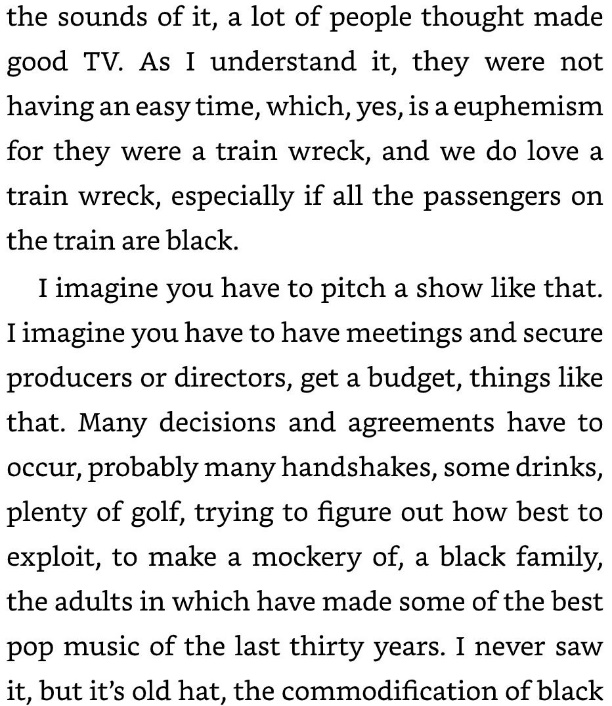 the sounds of it, a lot of people thought made
good TV. As I understand it, they were not
having an easy time, which, yes, is a euphemism
for they were a train wreck, and we do love a
train wreck, especially if all the passengers on
the train are black.
I imagine you have to pitch a show like that.
I imagine you have to have meetings and secure
producers or directors, get a budget, things like
that. Many decisions and agreements have to
occur, probably many handshakes, some drinks,
plenty of golf, trying to figure out how best to
exploit, to make a mockery of, a black family,
the adults in which have made some of the best
pop music of the last thirty years. I never saw
it, but it’s old hat, the commodification of black